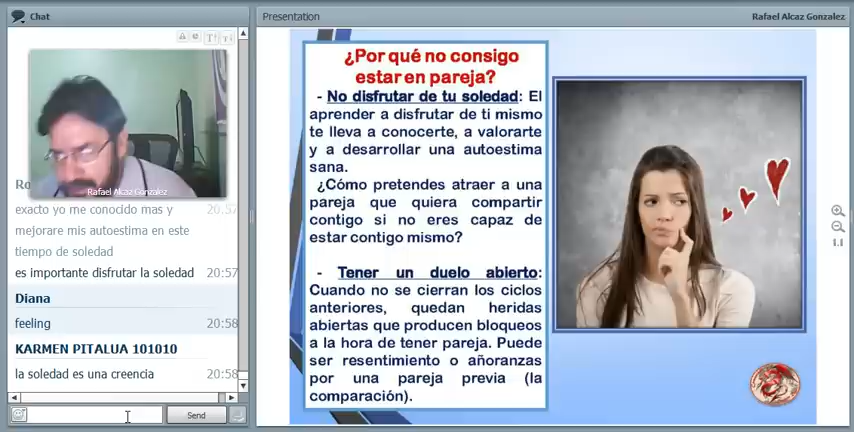 Chat
Presentation
Rafael Alcaz Gonzalez
Rafael Alcaz Gonzalez
Ro
exacto yo me conocido mas y 20:57
mejorare mis autoestima en este
tiempo de soledad
es importante disfrutar la soledad 20:57
Diana
feeling 20:58
KARMEN PITALUA 101010
la soledad es una creencia 20:58
Send
¿Por qué no consigo
estar en pareja?
- No disfrutar de tu soledad: El
aprender a disfrutar de ti mismo
te lleva a conocerte, a valorarte
y a desarrollar una autoestima
sana.
¿Cómo pretendes atraer a una
pareja que quiera compartir
contigo si no eres capaz de
estar contigo mismo?
- Tener un duelo abierto:
Cuando no se cierran los ciclos
anteriores, quedan heridas
abiertas que producen bloqueos
a la hora de tener pareja. Puede
ser resentimiento o añoranzas
por una pareja previa (la
comparación).
1:1